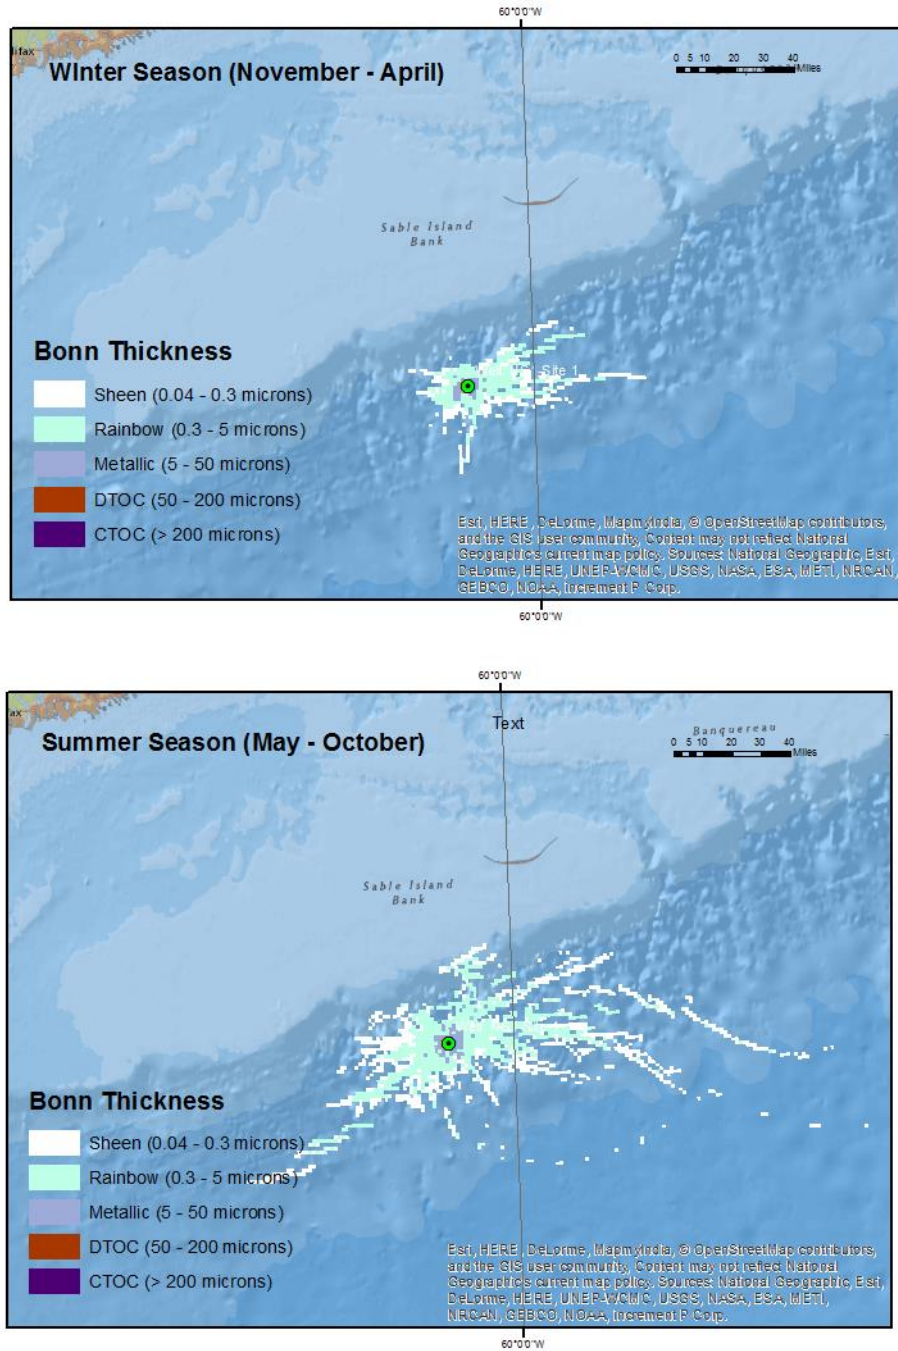 60°0'0"W
lifax
WInter Season (November - April)
0 5 10 20 30 40
Miles
Sable Island
Bank
Site 1
Bonn Thickness
Sheen (0.04 - 0.3 microns)
Rainbow (0.3 - 5 microns)
Metallic (5 - 50 microns)
DTOC (50 - 200 microns)
CTOC (> 200 microns)
Esri, HERE, DeLorme, MapmyIndia, © OpenStreetMap contributors,
and the GIS user community, Content may not reflect National
Geographic's current map policy. Sources: National Geographic, Esri,
DeLorme, HERE, UNEP-WCMC, USGS, NASA, ESA, METI, NRCAN,
GEBCO, NOAA, increment P Corp.
60°0'0"W
60°0'0"W
ax
Text
Banquereau
Summer Season (May - October)
0 5 10 20 30 40
Miles
Sable Island
Bank
Bonn Thickness
Sheen (0.04 - 0.3 microns)
Rainbow (0.3 - 5 microns)
Metallic (5 - 50 microns)
DTOC (50 - 200 microns)
CTOC (> 200 microns)
Esri, HERE, DeLorme, MapmyIndia, © OpenStreetMap contributors,
and the GIS user community, Content may not reflect National
Geographic's current map policy. Sources: National Geographic, Esri,
DeLorme, HERE, UNEP-WCMC, USGS, NASA, ESA, METI,
NRCAN, GEBCO, NOAA, increment P Corp.
60°0'0"W